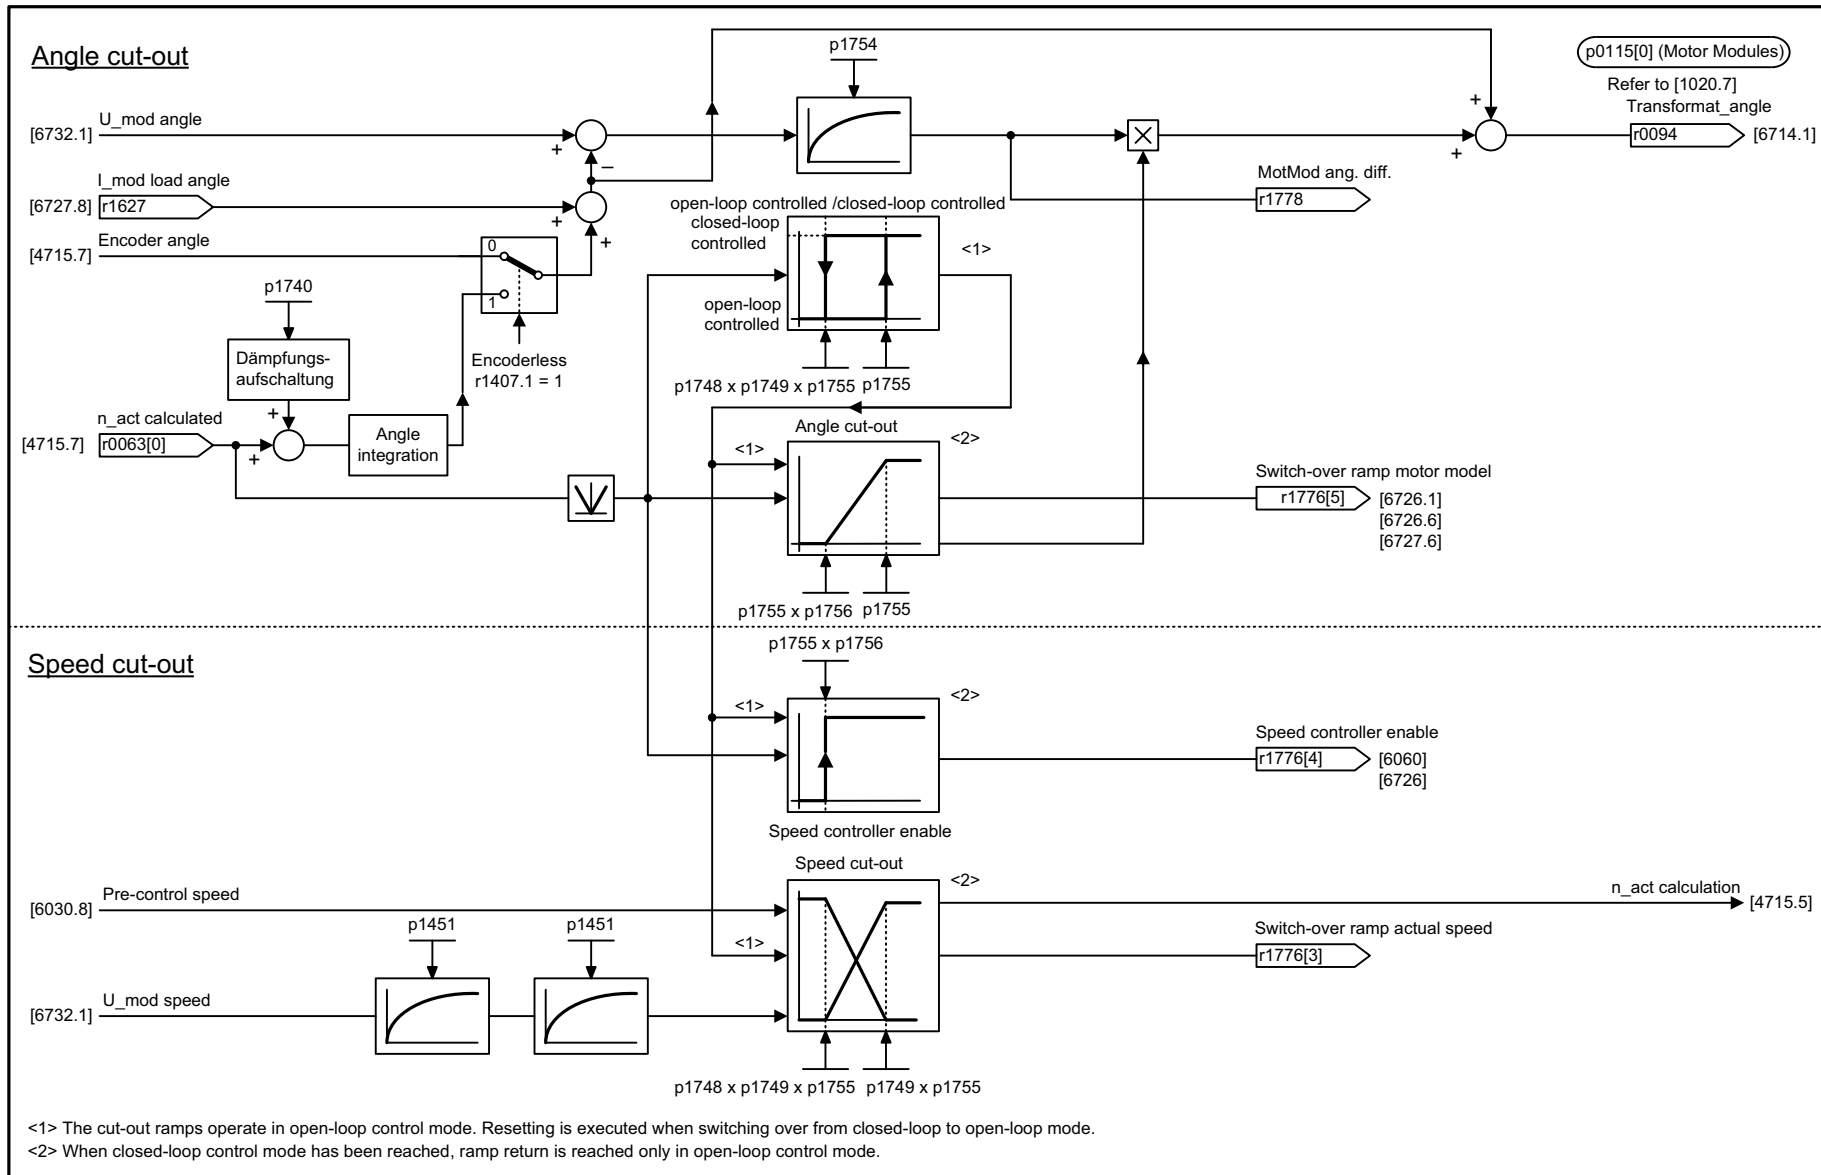 Angle cut-out
p1754
p0115[0] (Motor Modules)
Refer to [1020.7]
Transformat_angle
[6732.1]
U_mod angle
+
–
+
+
r0094
[6714.1]
I_mod load angle
[6727.8]
r1627
+
+
MotMod ang. diff.
r1778
Encoder angle
[4715.7]
0
1
open-loop controlled /closed-loop controlled
closed-loop
controlled
<1>
open-loop
controlled
p1740
Dämpfungs-
aufschaltung
Encoderless
r1407.1 = 1
p1748 x p1749 x p1755
p1755
n_act calculated
[4715.7]
r0063[0]
+
+
Angle
integration
Angle cut-out
<1>
<2>
Switch-over ramp motor model
r1776[5]
[6726.1]
[6726.6]
[6727.6]
p1755 x p1756
p1755
Speed cut-out
p1755 x p1756
<1>
<2>
Speed controller enable
r1776[4]
[6060]
[6726]
Speed controller enable
Speed cut-out
<2>
Pre-control speed
[6030.8]
n_act calculation
[4715.5]
p1451
p1451
<1>
Switch-over ramp actual speed
r1776[3]
U_mod speed
[6732.1]
p1748 x p1749 x p1755
p1749 x p1755
<1> The cut-out ramps operate in open-loop control mode. Resetting is executed when switching over from closed-loop to open-loop mode.
<2> When closed-loop control mode has been reached, ramp return is reached only in open-loop control mode.